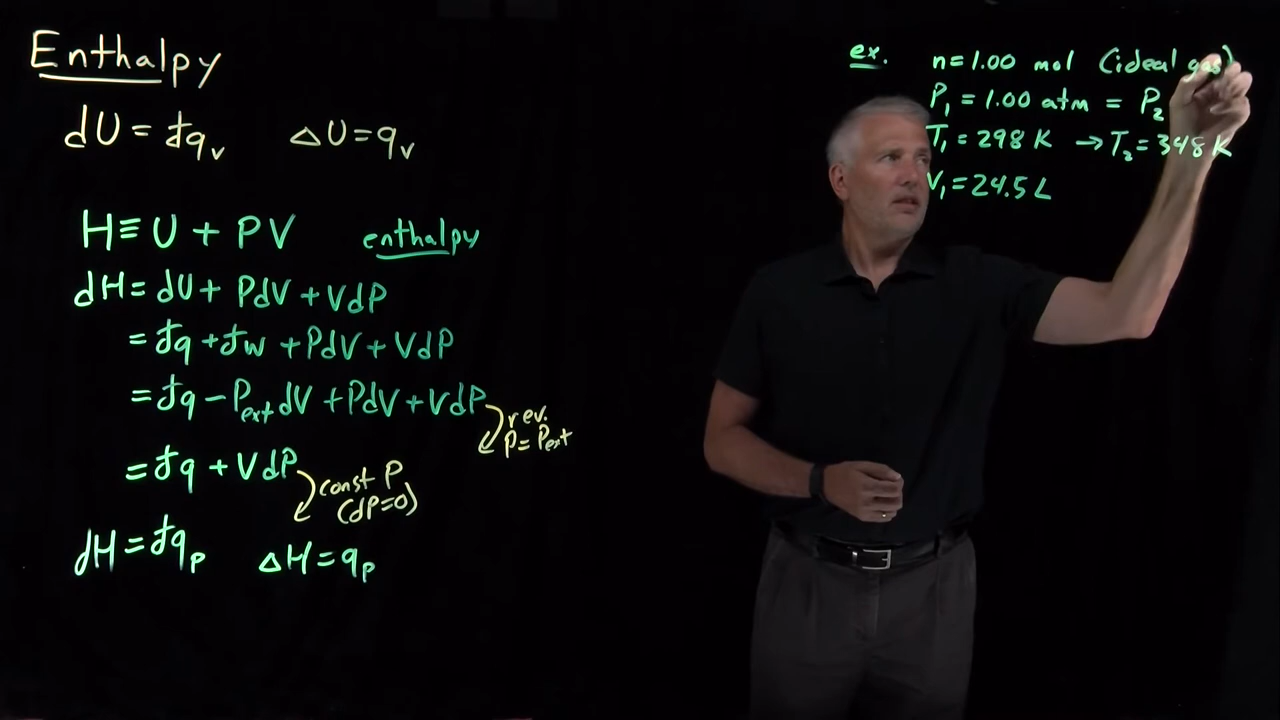 Enthalpy
dU = đq_v   ΔU = q_v
H ≡ U + PV   enthalpy
dH = dU + PdV + VdP
= đq + đw + PdV + VdP
= đq - P_ext dV + PdV + VdP
rev.
P = P_ext
= đq + VdP
const P
(dP=0)
dH = đq_p   ΔH = q_p
ex. n = 1.00 mol (ideal gas)
P_1 = 1.00 atm = P_2
T_1 = 298 K → T_2 = 348 K
V_1 = 24.5 L